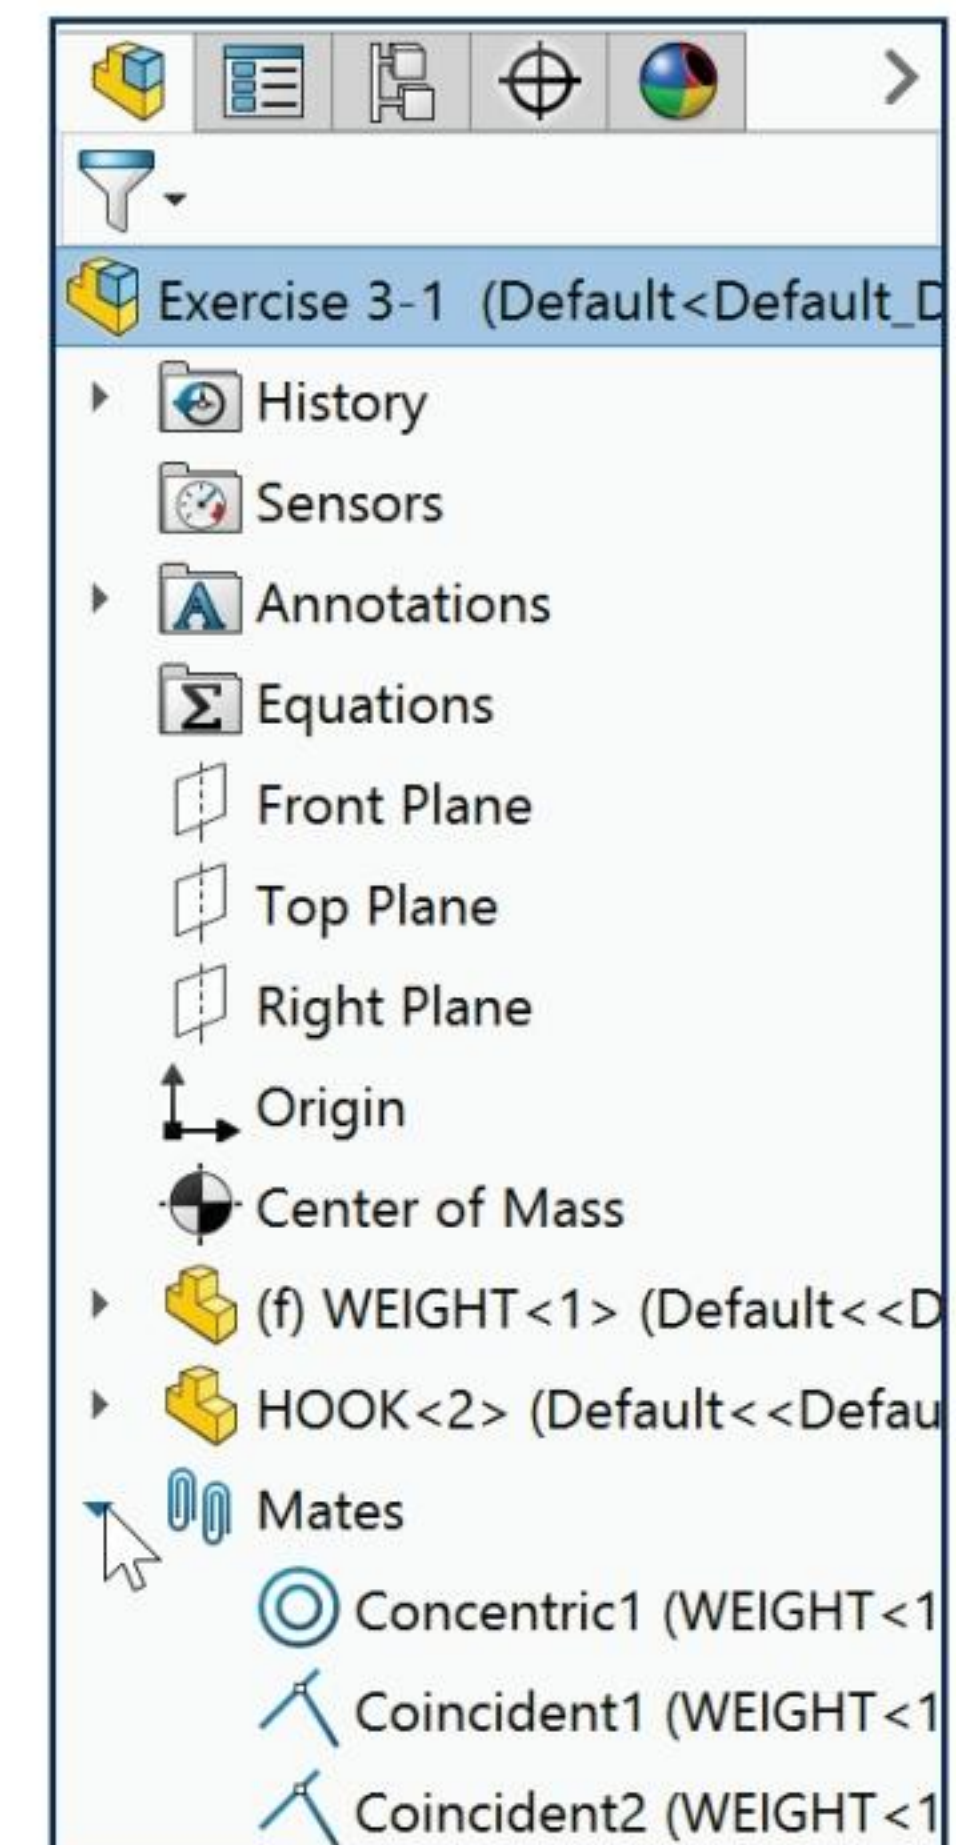 Exercise 3-1 (Default<Default_D
History
Sensors
Annotations
Equations
Front Plane
Top Plane
Right Plane
Origin
Center of Mass
(f) WEIGHT<1> (Default<<D
HOOK<2> (Default<<Defau
Mates
Concentric1 (WEIGHT<1
Coincident1 (WEIGHT<1
Coincident2 (WEIGHT<1